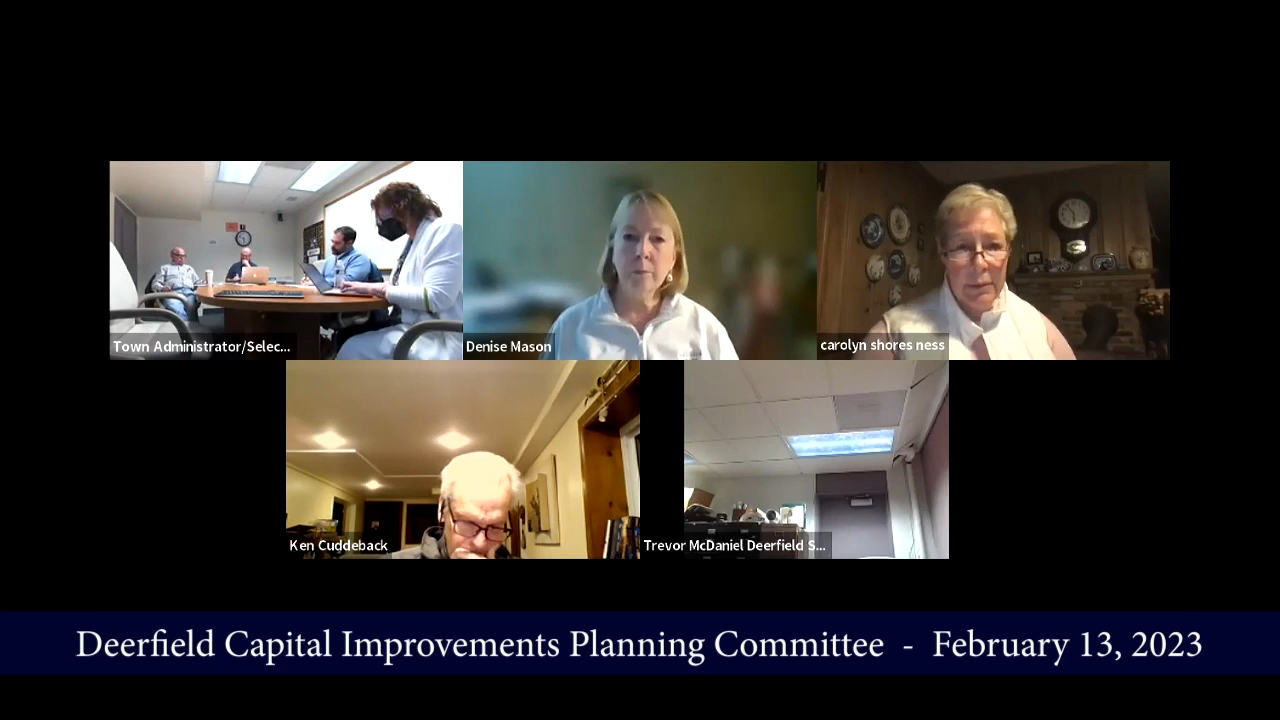 Town Administrator/Selec...
Denise Mason
carolyn shores ness
Ken Cuddeback
Trevor McDaniel Deerfield S...
Deerfield Capital Improvements Planning Committee - February 13, 2023